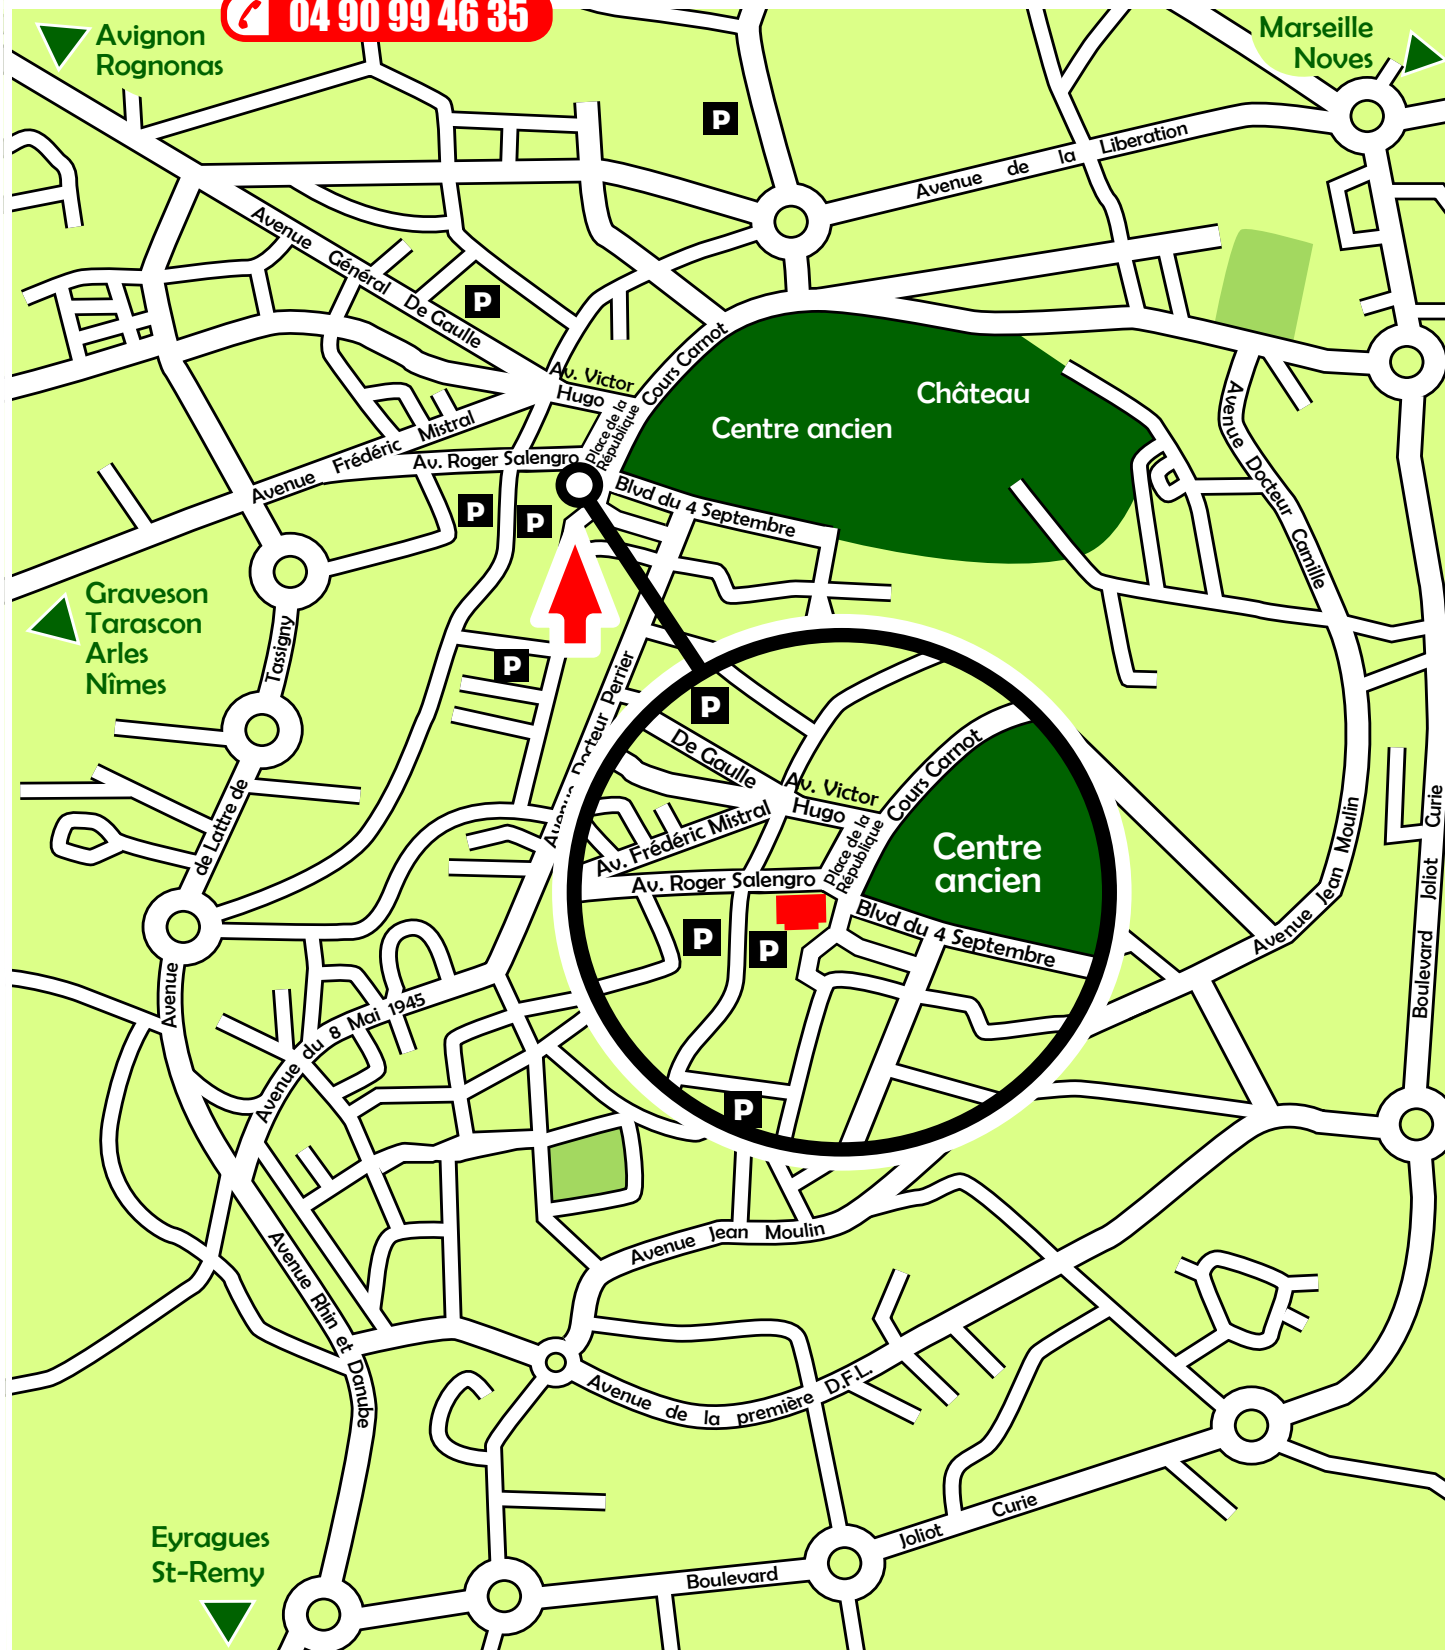 04 90 99 46 35
Avignon
Rognonas
Marseille
Noves
P
Avenue de la Liberation
Avenue Général De Gaulle
P
Av. Victor
Hugo
Cours Carnot
Place de la
République
Château
Centre ancien
Avenue Frédéric Mistral
Av. Roger Salengro
Blvd du 4 Septembre
P
P
Avenue Docteur Camille
Graveson
Tarascon
Arles
Nîmes
Tassigny
P
Avenue Docteur Perrier
P
De Gaulle
Av. Victor
Hugo
Cours Carnot
Place de la
République
Av. Frédéric Mistral
Av. Roger Salengro
Centre
ancien
Blvd du 4 Septembre
P
P
P
de Lattre de
Avenue
Avenue du 8 Mai 1945
Avenue Jean Moulin
Boulevard Joliot Curie
Avenue Jean Moulin
Avenue Rhin et Danube
Avenue de la première D.F.L.
Eyragues
St-Remy
Boulevard
Joliot Curie